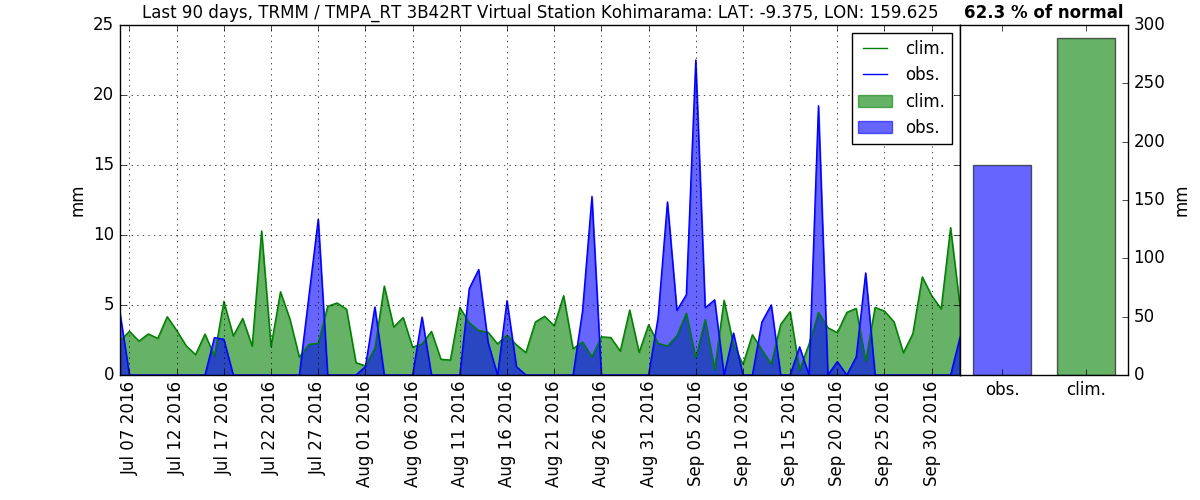 Last 90 days, TRMM / TMPA_RT 3B42RT Virtual Station Kohimarama: LAT: -9.375, LON: 159.625
62.3 % of normal
25
20
15
10
5
0
mm
clim.
obs.
clim.
obs.
300
250
200
150
100
50
0
mm
Jul 07 2016
Jul 12 2016
Jul 17 2016
Jul 22 2016
Jul 27 2016
Aug 01 2016
Aug 06 2016
Aug 11 2016
Aug 16 2016
Aug 21 2016
Aug 26 2016
Aug 31 2016
Sep 05 2016
Sep 10 2016
Sep 15 2016
Sep 20 2016
Sep 25 2016
Sep 30 2016
obs.
clim.